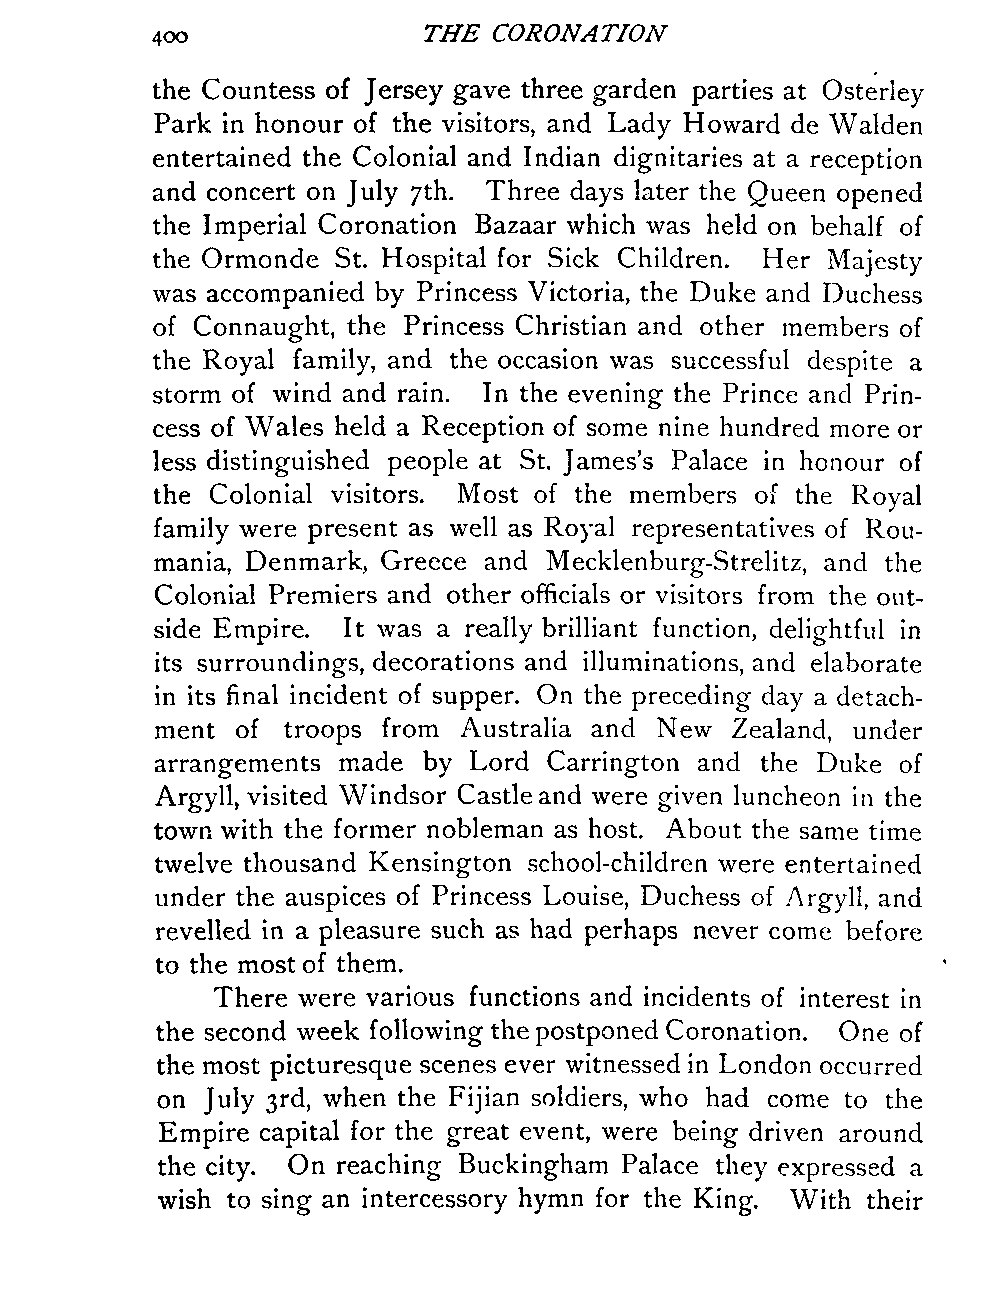 400 THE CORONATION
the Countess of Jersey gave three garden parties at Osterley
Park in honour of the visitors, and Lady Howard de Walden
entertained the Colonial and Indian dignitaries at a reception
and concert on July 7th. Three days later the Queen opened
the Imperial Coronation Bazaar which was held on behalf of
the Ormonde St. Hospital for Sick Children. Her Majesty
was accompanied by Princess Victoria, the Duke and Duchess
of Connaught, the Princess Christian and other members of
the Royal family, and the occasion was successful despite a
storm of wind and rain. In the evening the Prince and Prin-
cess of Wales held a Reception of some nine hundred more or
less distinguished people at St. James's Palace in honour of
the Colonial visitors. Most of the members of the Royal
family were present as well as Royal representatives of Rou-
mania, Denmark, Greece and Mecklenburg-Strelitz, and the
Colonial Premiers and other officials or visitors from the out-
side Empire. It was a really brilliant function, delightful in
its surroundings, decorations and illuminations, and elaborate
in its final incident of supper. On the preceding day a detach-
ment of troops from Australia and New Zealand, under
arrangements made by Lord Carrington and the Duke of
Argyll, visited Windsor Castle and were given luncheon in the
town with the former nobleman as host. About the same time
twelve thousand Kensington school-children were entertained
under the auspices of Princess Louise, Duchess of Argyll, and
revelled in a pleasure such as had perhaps never come before
to the most of them.
There were various functions and incidents of interest in
the second week following the postponed Coronation. One of
the most picturesque scenes ever witnessed in London occurred
on July 3rd, when the Fijian soldiers, who had come to the
Empire capital for the great event, were being driven around
the city. On reaching Buckingham Palace they expressed a
wish to sing an intercessory hymn for the King. With their